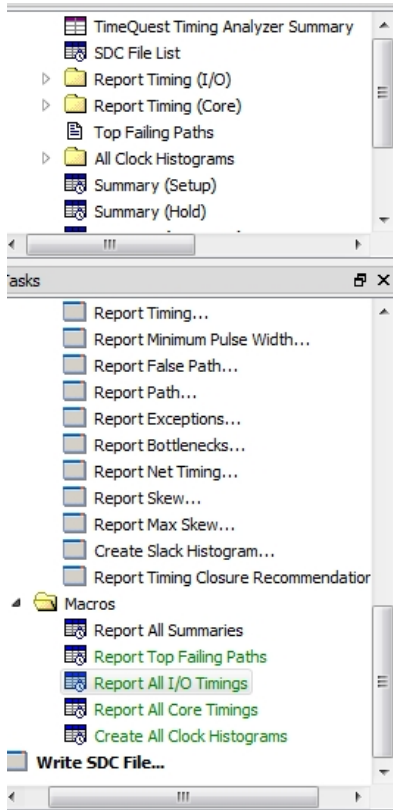 TimeQuest Timing Analyzer Summary
SDC File List
Report Timing (I/O)
Report Timing (Core)
Top Failing Paths
All Clock Histograms
Summary (Setup)
Summary (Hold)
Tasks
Report Timing...
Report Minimum Pulse Width...
Report False Path...
Report Path...
Report Exceptions...
Report Bottlenecks...
Report Net Timing...
Report Skew...
Report Max Skew...
Create Slack Histogram...
Report Timing Closure Recommendation
Macros
Report All Summaries
Report Top Failing Paths
Report All I/O Timings
Report All Core Timings
Create All Clock Histograms
Write SDC File...